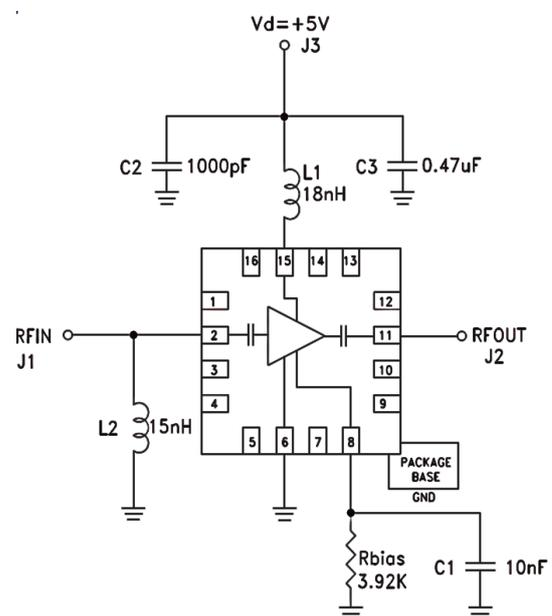 Vd=+5V
J3
C2
1000pF
L1
18nH
C3
0.47uF
16
15
14
13
1
12
RFIN
J1
2
11
RFOUT
J2
3
10
4
9
L2
15nH
5
6
7
8
PACKAGE
BASE
GND
Rbias
3.92K
C1
10nF